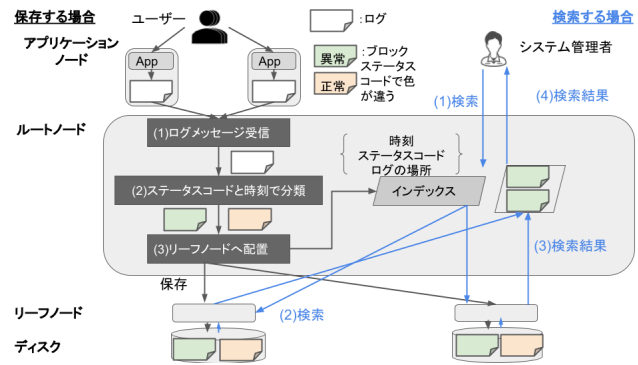 保存する場合
ユーザー
:ログ
検索する場合
アプリケーション
ノード
App
App
異常
正常
:ブロック
ステータス
コードで色
が違う
システム管理者
(1)検索
(4)検索結果
ルートノード
(1)ログメッセージ受信
時刻
ステータスコード
ログの場所
(2)ステータスコードと時刻で分類
インデックス
(3)リーフノードへ配置
(3)検索結果
保存
リーフノード
(2)検索
ディスク